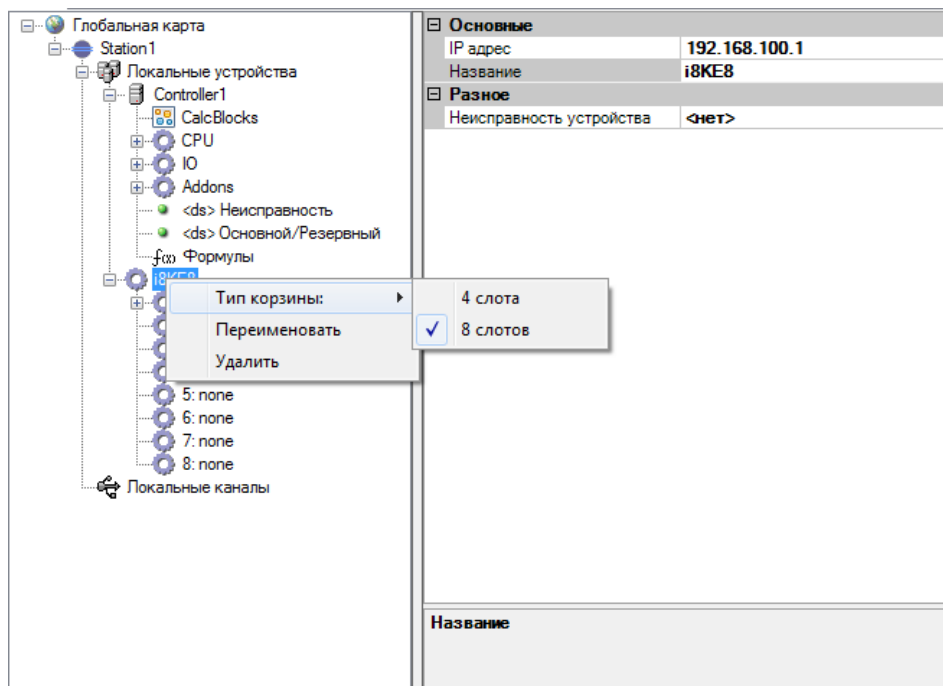 Глобальная карта
Station1
Локальные устройства
Controller1
CalcBlocks
CPU
IO
Addons
<ds> Неисправность
<ds> Основной/Резервный
f(x) Формулы
i8KE8
Тип корзины:
Переименовать
Удалить
4 слота
8 слотов
5: none
6: none
7: none
8: none
Локальные каналы
Основные
IP адрес 192.168.100.1
Название i8KE8
Разное
Неисправность устройства <нет>
Название